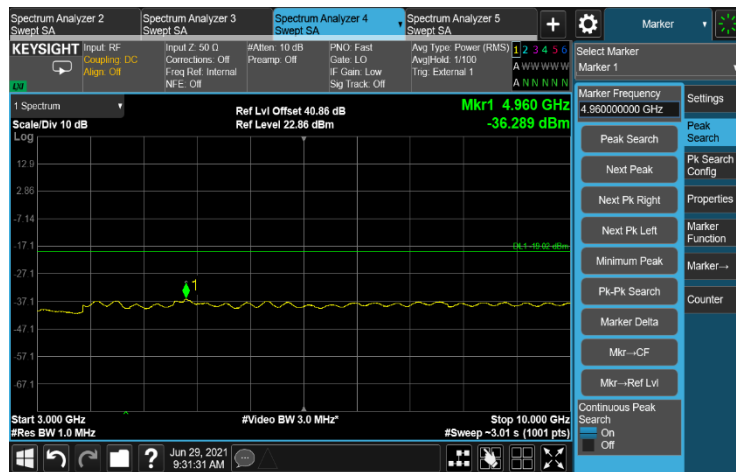 Spectrum Analyzer 2
Swept SA
Spectrum Analyzer 3
Swept SA
Spectrum Analyzer 4
Swept SA
Spectrum Analyzer 5
Swept SA
+
Marker
KEYSIGHT
LXI
Input: RF
Coupling: DC
Align: Off
Input Z: 50 Ω
Corrections: Off
Freq Ref: Internal
NFE: Off
#Atten: 10 dB
Preamp: Off
PNO: Fast
Gate: LO
IF Gain: Low
Sig Track: Off
Avg Type: Power (RMS)
Avg|Hold: 1/100
Trig: External 1
1 2 3 4 5 6
A W W W W W
A N N N N N
Select Marker
Marker 1
1 Spectrum
Scale/Div 10 dB
Log
Ref Lvl Offset 40.86 dB
Ref Level 22.86 dBm
Mkr1 4.960 GHz
-36.289 dBm
12.9
2.86
-7.14
-17.1
-27.1
-37.1
-47.1
-57.1
-67.1
DL1 -19.02 dBm
1
Start 3.000 GHz
#Res BW 1.0 MHz
#Video BW 3.0 MHz*
Stop 10.000 GHz
#Sweep ~3.01 s (1001 pts)
Marker Frequency
4.960000000 GHz
Peak Search
Next Peak
Next Pk Right
Next Pk Left
Minimum Peak
Pk-Pk Search
Marker Delta
Mkr→CF
Mkr→Ref Lvl
Continuous Peak
Search
On
Off
Settings
Peak
Search
Pk Search
Config
Properties
Marker
Function
Marker→
Counter
?
Jun 29, 2021
9:31:31 AM